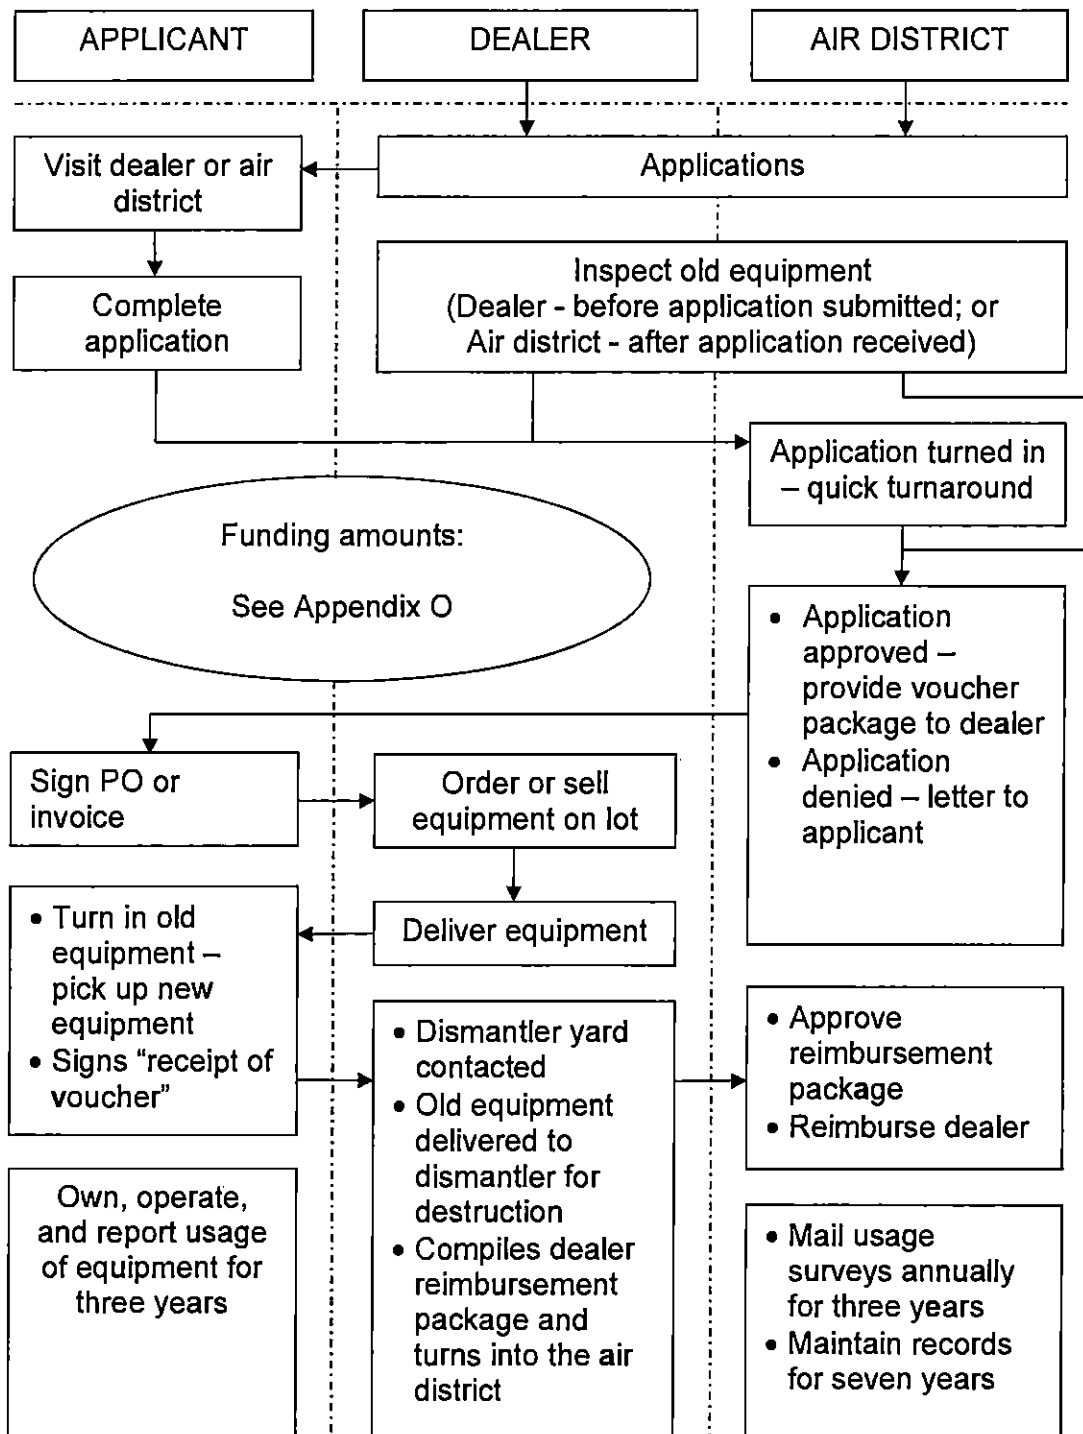 APPLICANT
DEALER
AIR DISTRICT
Visit dealer or air
district
Applications
Complete
application
Inspect old equipment
(Dealer - before application submitted; or
Air district - after application received)
Application turned in
– quick turnaround
Funding amounts:
See Appendix O
• Application
approved –
provide voucher
package to dealer
• Application
denied – letter to
applicant
Sign PO or
invoice
Order or sell
equipment on lot
Deliver equipment
• Turn in old
equipment –
pick up new
equipment
• Signs “receipt of
voucher”
• Dismantler yard
contacted
• Old equipment
delivered to
dismantler for
destruction
• Compiles dealer
reimbursement
package and
turns into the air
district
• Approve
reimbursement
package
• Reimburse dealer
Own, operate,
and report usage
of equipment for
three years
• Mail usage
surveys annually
for three years
• Maintain records
for seven years